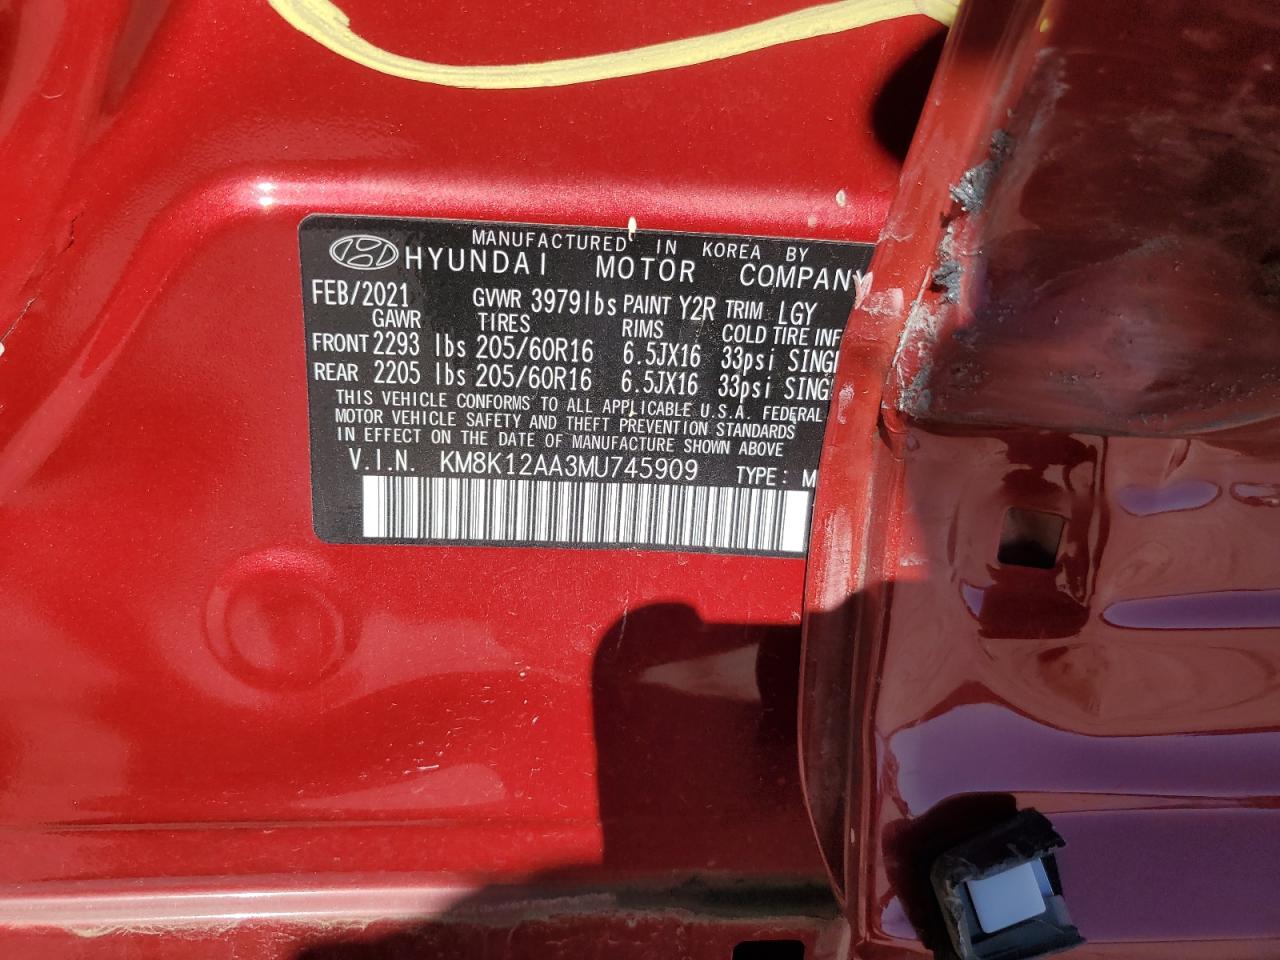 MANUFACTURED IN KOREA BY
HYUNDAI MOTOR COMPANY
FEB/2021 GVWR 3979lbs PAINT Y2R TRIM LGY
GAWR TIRES RIMS COLD TIRE INF
FRONT 2293 lbs 205/60R16 6.5JX16 33psi SINGL
REAR 2205 lbs 205/60R16 6.5JX16 33psi SING
THIS VEHICLE CONFORMS TO ALL APPLICABLE U.S.A. FEDERAL
MOTOR VEHICLE SAFETY AND THEFT PREVENTION STANDARDS
IN EFFECT ON THE DATE OF MANUFACTURE SHOWN ABOVE
V.I.N. KM8K12AA3MU745909 TYPE: M